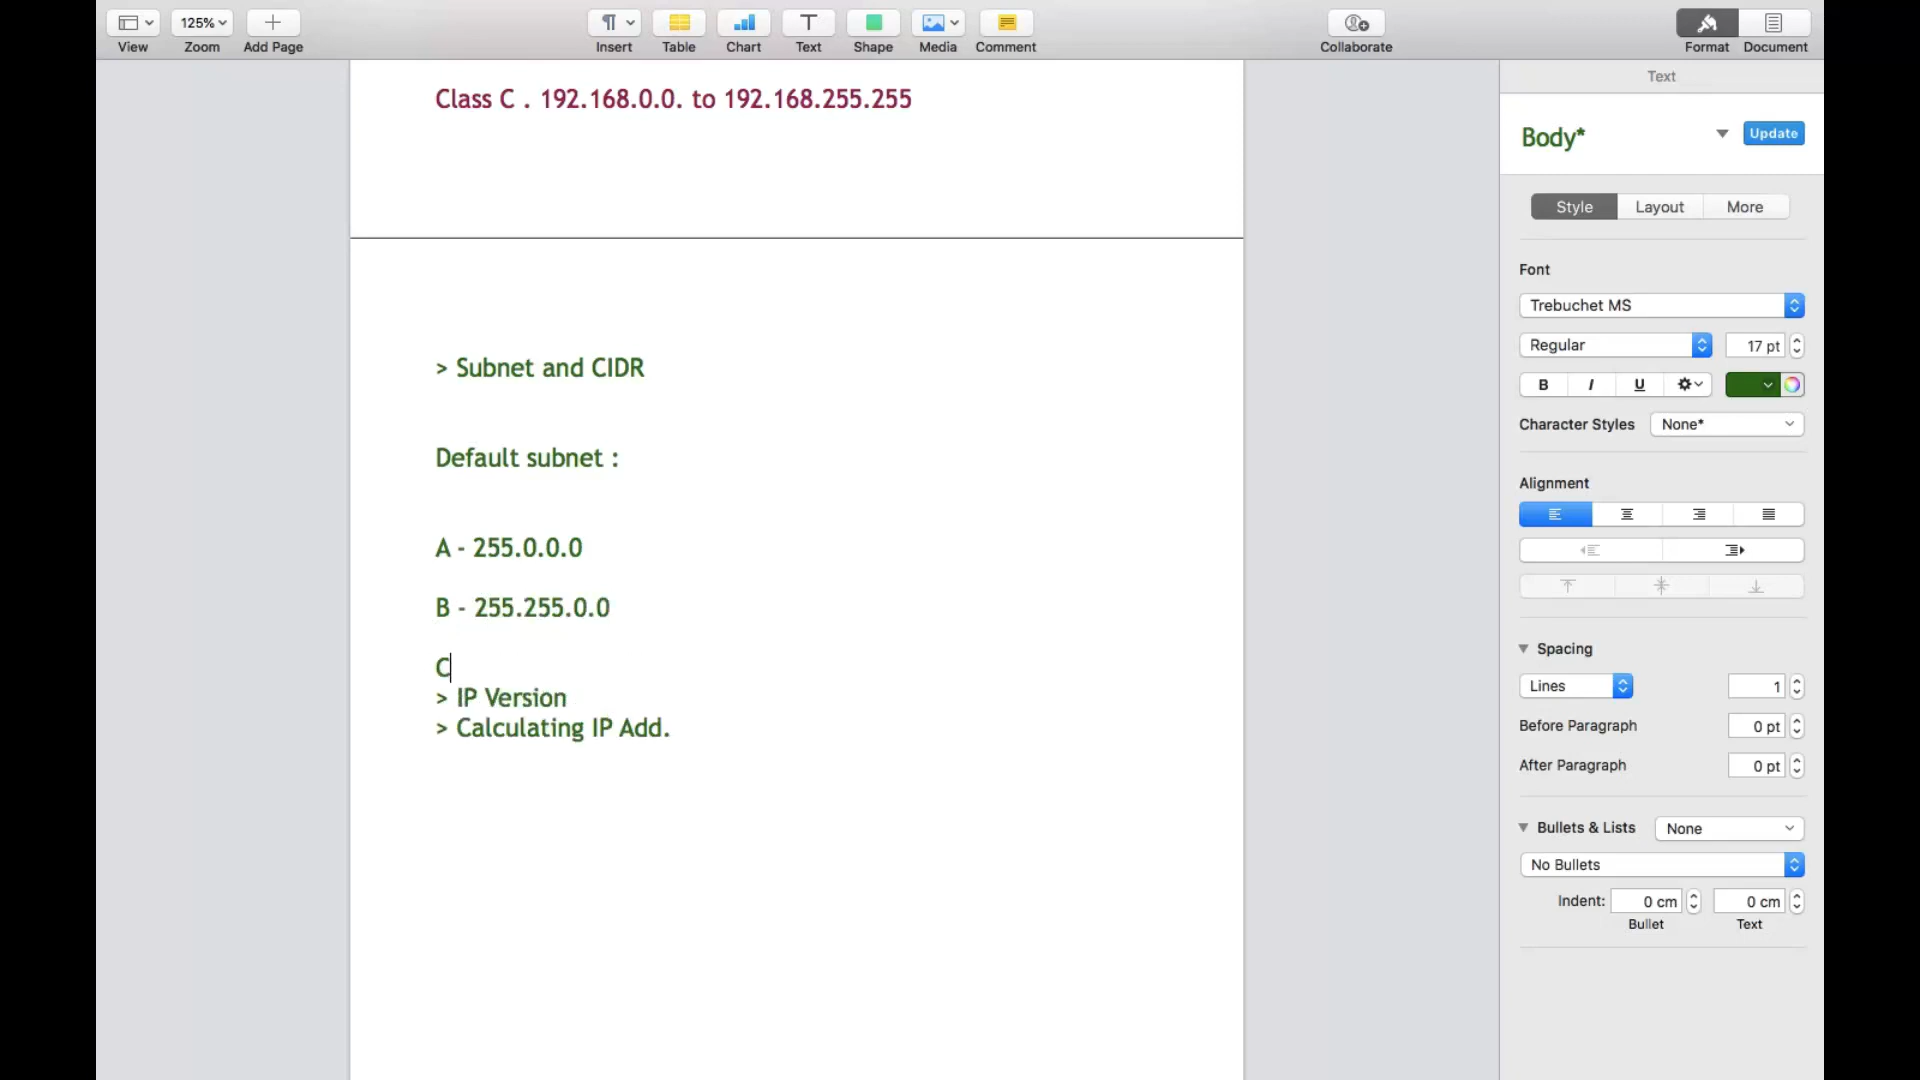 125%
View
Zoom
Add Page
Insert
Table
Chart
Text
Shape
Media
Comment
Collaborate
Format
Document
Class C . 192.168.0.0. to 192.168.255.255
> Subnet and CIDR
Default subnet :
A - 255.0.0.0
B - 255.255.0.0
C
> IP Version
> Calculating IP Add.
Text
Body*
Update
Style
Layout
More
Font
Trebuchet MS
Regular
17 pt
B I U
Character Styles
None*
Alignment
Spacing
Lines
1
Before Paragraph
0 pt
After Paragraph
0 pt
Bullets & Lists
None
No Bullets
Indent:
0 cm
0 cm
Bullet
Text